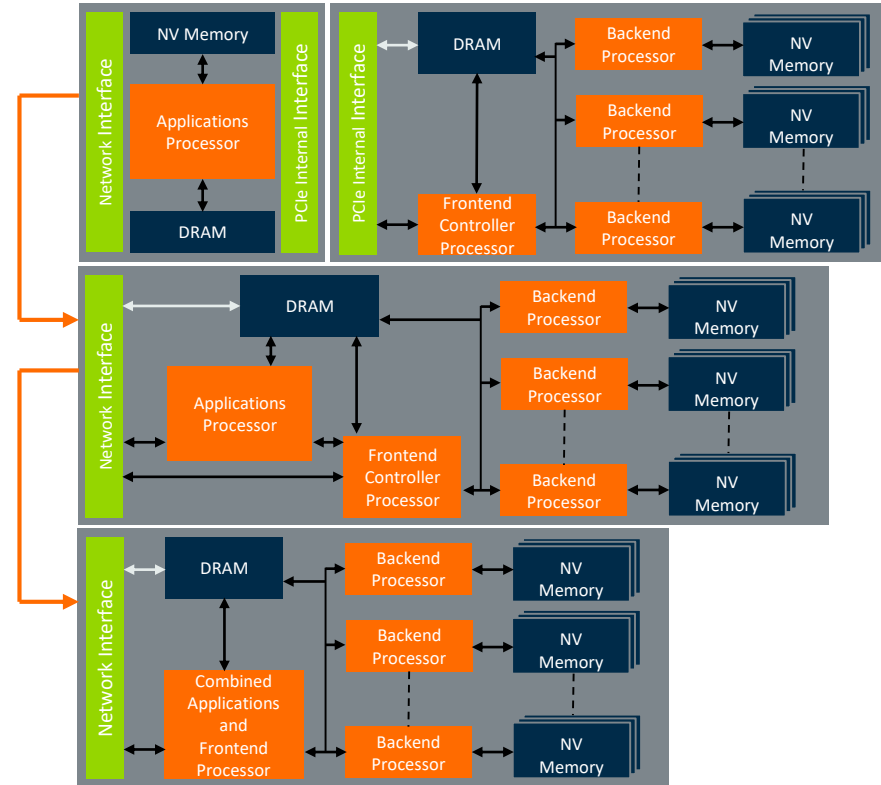 Network Interface
NV Memory
Applications
Processor
DRAM
PCIe Internal Interface
PCIe Internal Interface
DRAM
Frontend
Controller
Processor
Backend
Processor
NV
Memory
Backend
Processor
NV
Memory
Backend
Processor
NV
Memory
Network Interface
DRAM
Applications
Processor
Frontend
Controller
Processor
Backend
Processor
NV
Memory
Backend
Processor
NV
Memory
Backend
Processor
NV
Memory
Network Interface
DRAM
Combined
Applications
and
Frontend
Processor
Backend
Processor
NV
Memory
Backend
Processor
NV
Memory
Backend
Processor
NV
Memory